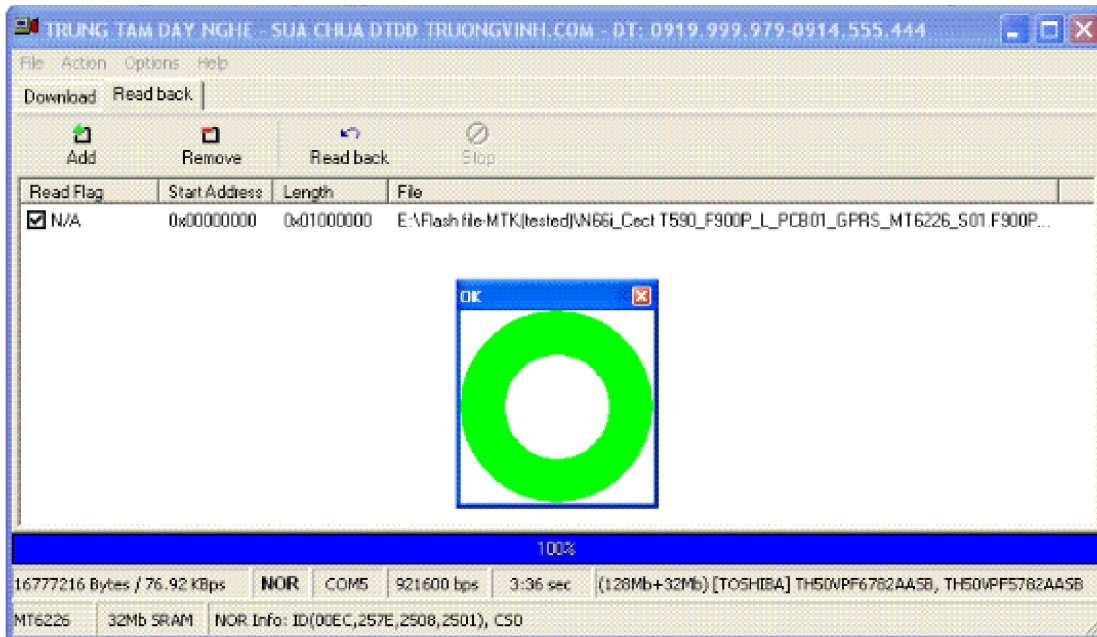 TRUNG TAM DAY NGHE - SUA CHUA DTDD TRUONGVINH.COM - DT: 0919.999.979-0914.555.444
File Action Options Help
Download Read back
Add Remove Read back Stop
Read Flag Start Address Length File
N/A 0x00000000 0x01000000 E:\Flash file-MTK(tested)\N66i_Cect T590_F900P_L_PCB01_GPRS_MT6226_S01.F900P....
OK
100%
16777216 Bytes / 76.92 KBps NOR COM5 921600 bps 3:36 sec (128Mb+32Mb) [TOSHIBA] TH50VPF6782AASB, TH50VPF5782AASB
MT6226 32Mb SRAM NOR Info: ID(00EC,257E,2508,2501), CS0